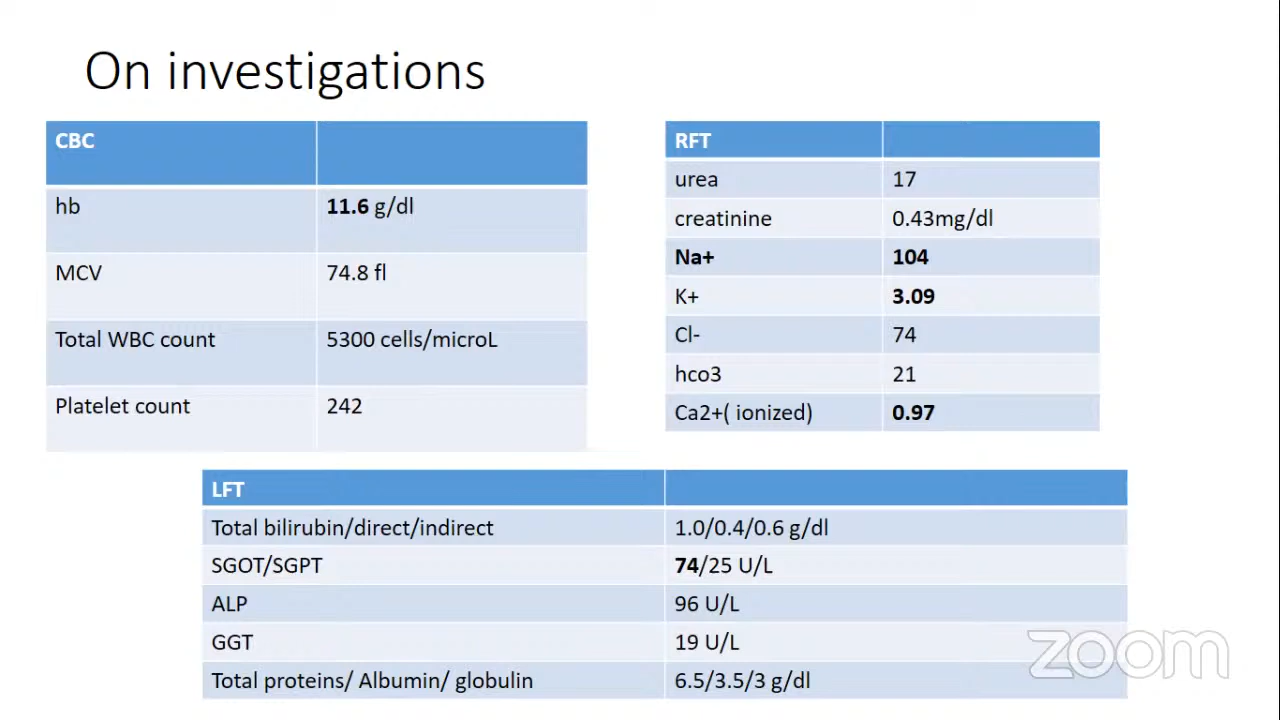 On investigations
CBC
hb 11.6 g/dl
MCV 74.8 fl
Total WBC count 5300 cells/microL
Platelet count 242
RFT
urea 17
creatinine 0.43mg/dl
Na+ 104
K+ 3.09
Cl- 74
hco3 21
Ca2+( ionized) 0.97
LFT
Total bilirubin/direct/indirect 1.0/0.4/0.6 g/dl
SGOT/SGPT 74/25 U/L
ALP 96 U/L
GGT 19 U/L
Total proteins/ Albumin/ globulin 6.5/3.5/3 g/dl
zoom